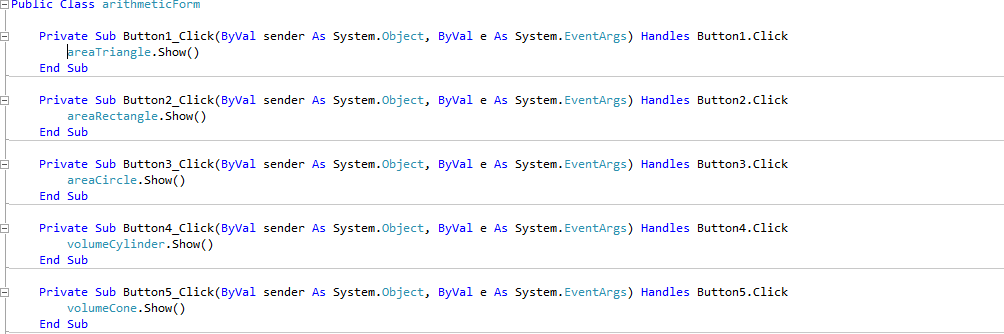 Public Class arithmeticForm
Private Sub Button1_Click(ByVal sender As System.Object, ByVal e As System.EventArgs) Handles Button1.Click
areaTriangle.Show()
End Sub
Private Sub Button2_Click(ByVal sender As System.Object, ByVal e As System.EventArgs) Handles Button2.Click
areaRectangle.Show()
End Sub
Private Sub Button3_Click(ByVal sender As System.Object, ByVal e As System.EventArgs) Handles Button3.Click
areaCircle.Show()
End Sub
Private Sub Button4_Click(ByVal sender As System.Object, ByVal e As System.EventArgs) Handles Button4.Click
volumeCylinder.Show()
End Sub
Private Sub Button5_Click(ByVal sender As System.Object, ByVal e As System.EventArgs) Handles Button5.Click
volumeCone.Show()
End Sub